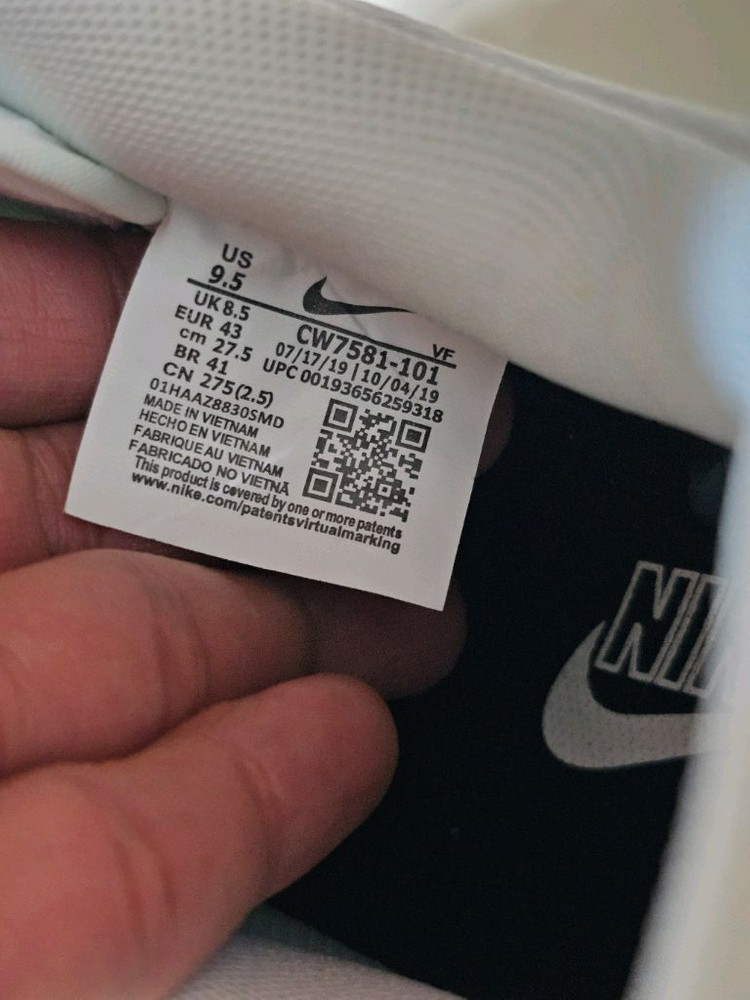 US
9.5
UK 8.5
EUR 43
cm 27.5
BR 41
CN 275(2.5)
VF
CW7581-101
07/17/19 | 10/04/19
UPC 00193656259318
01HAAZ8830SMD
MADE IN VIETNAM
HECHO EN VIETNAM
FABRIQUE AU VIETNAM
FABRICADO NO VIETNÃ
This product is covered by one or more patents
www.nike.com/patentsvirtualmarking